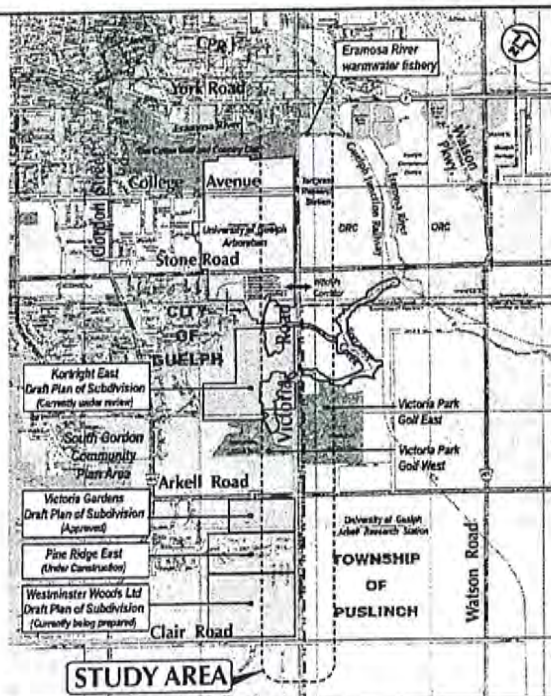 CPR
Eramosa River
warmwater fishery
York Road
Eramosa River
College Avenue
Gordon Street
University of Guelph
Arboretum
Guelph Junction Railway
Eramosa River
Watson Pkwy
ORC
ORC
Stone Road
Corridor
CITY
OF
GUELPH
Victoria Road
Kortright East
Draft Plan of Subdivision
(Currently under review)
South Gordon
Community
Plan Area
Victoria Park
Golf East
Victoria Park
Golf West
Arkell Road
Victoria Gardens
Draft Plan of Subdivision
(Approved)
University of Guelph
Arkell Research Station
Pine Ridge East
(Under Construction)
TOWNSHIP
OF
PUSLINCH
Watson Road
Westminster Woods Ltd
Draft Plan of Subdivision
(Currently being prepared)
Clair Road
STUDY AREA